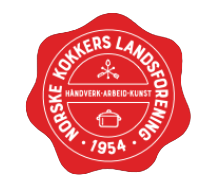 NORSKE KOKKERS LANDSFORENING
HÅNDVERK-ARBEID-KUNST
• 1954 •